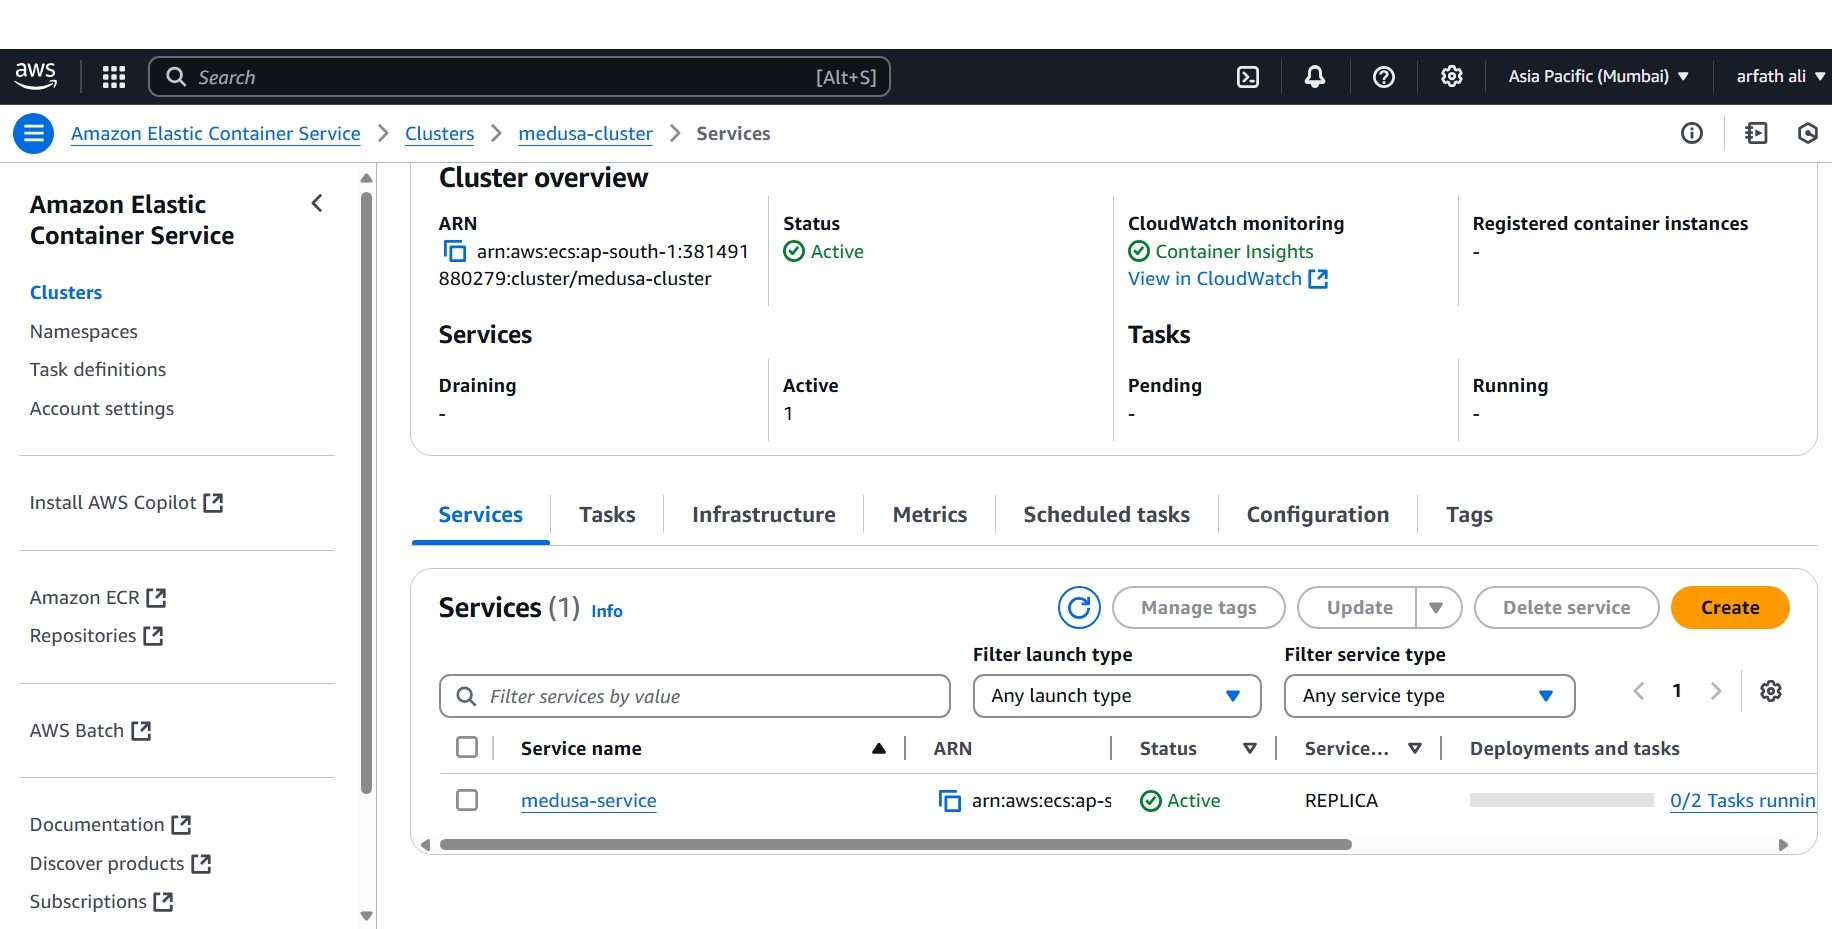 aws
Search [Alt+S]
Asia Pacific (Mumbai) arfath ali
Amazon Elastic Container Service Clusters medusa-cluster Services
Amazon Elastic
Container Service
Clusters
Namespaces
Task definitions
Account settings
Install AWS Copilot
Amazon ECR
Repositories
AWS Batch
Documentation
Discover products
Subscriptions
Cluster overview
ARN
arn:aws:ecs:ap-south-1:381491
880279:cluster/medusa-cluster
Status
Active
CloudWatch monitoring
Container Insights
View in CloudWatch
Registered container instances
-
Services
Tasks
Draining
-
Active
1
Pending
-
Running
-
Services Tasks Infrastructure Metrics Scheduled tasks Configuration Tags
Services (1) Info
Manage tags Update Delete service Create
Filter launch type Filter service type
Filter services by value Any launch type Any service type 1
Service name ARN Status Service... Deployments and tasks
medusa-service arn:aws:ecs:ap-s Active REPLICA 0/2 Tasks runnin